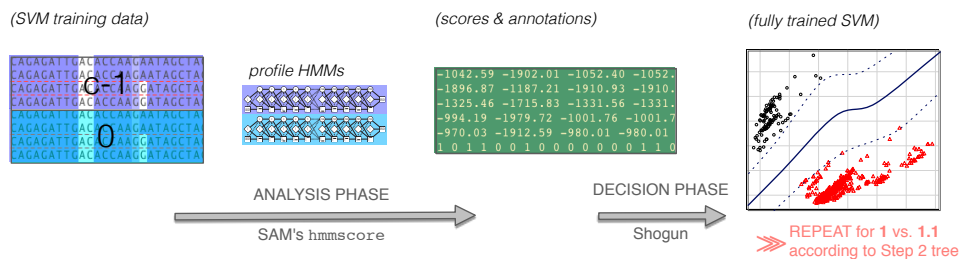 (SVM training data)
(scores & annotations)
(fully trained SVM)
profile HMMs
CAGAGATTGACACCAAGAATAGCTA
CAGAGATTGACACCAAGAATAGCTA
CAGAGATTGACACCAAGGATAGCTA
CAGAGATTGACACCAAGGATAGCTA
CAGAGATTGACACCAAGAATAGCTA
CAGAGATTGACACCAAGAATAGCTA
CAGAGATTGACACCAAGGATAGCTA
CAGAGATTGACACCAAGGATAGCTA
c-1
0
-1042.59 -1902.01 -1052.40 -1052.
-1896.87 -1187.21 -1910.93 -1910.
-1325.46 -1715.83 -1331.56 -1331.
-994.19 -1979.72 -1001.76 -1001.7
-970.03 -1912.59 -980.01 -980.01
1 0 1 1 0 0 1 0 0 0 0 0 0 0 1 1 0
ANALYSIS PHASE
SAM's hmmscore
DECISION PHASE
Shogun
REPEAT for 1 vs. 1.1
according to Step 2 tree